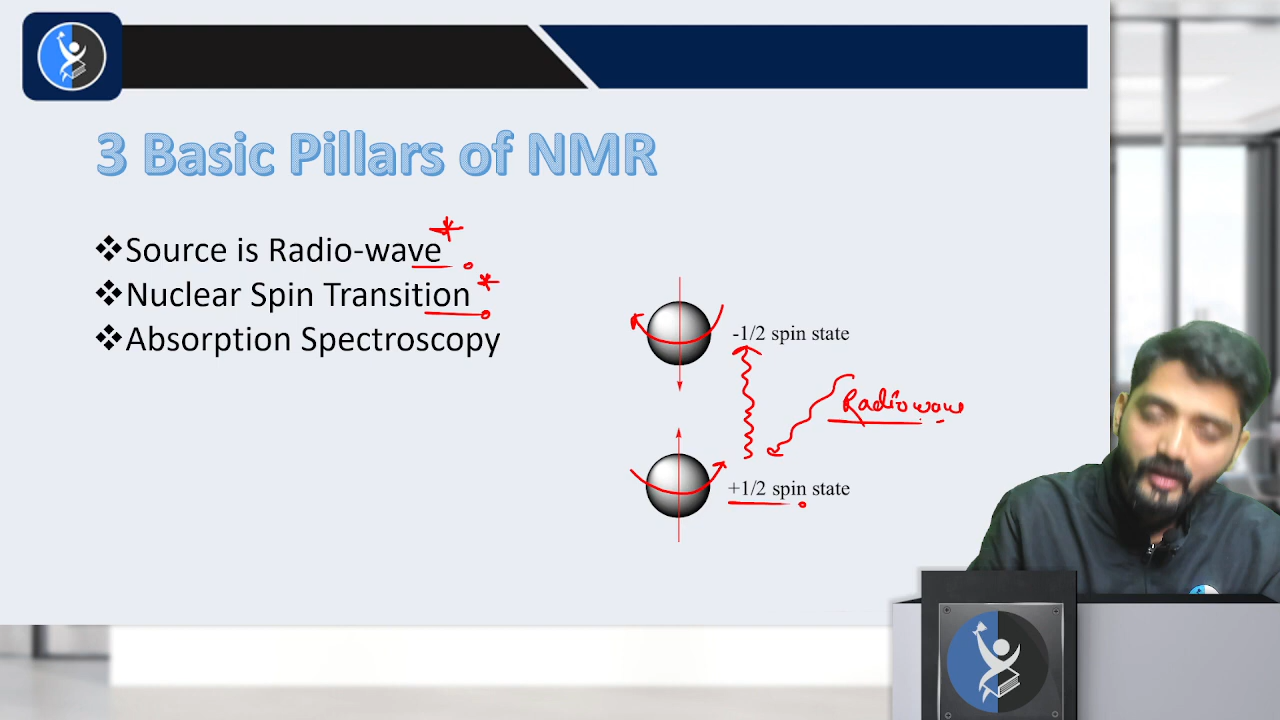 3 Basic Pillars of NMR
❖Source is Radio-wave*
❖Nuclear Spin Transition*
❖Absorption Spectroscopy
-1/2 spin state
Radiowave
+1/2 spin state